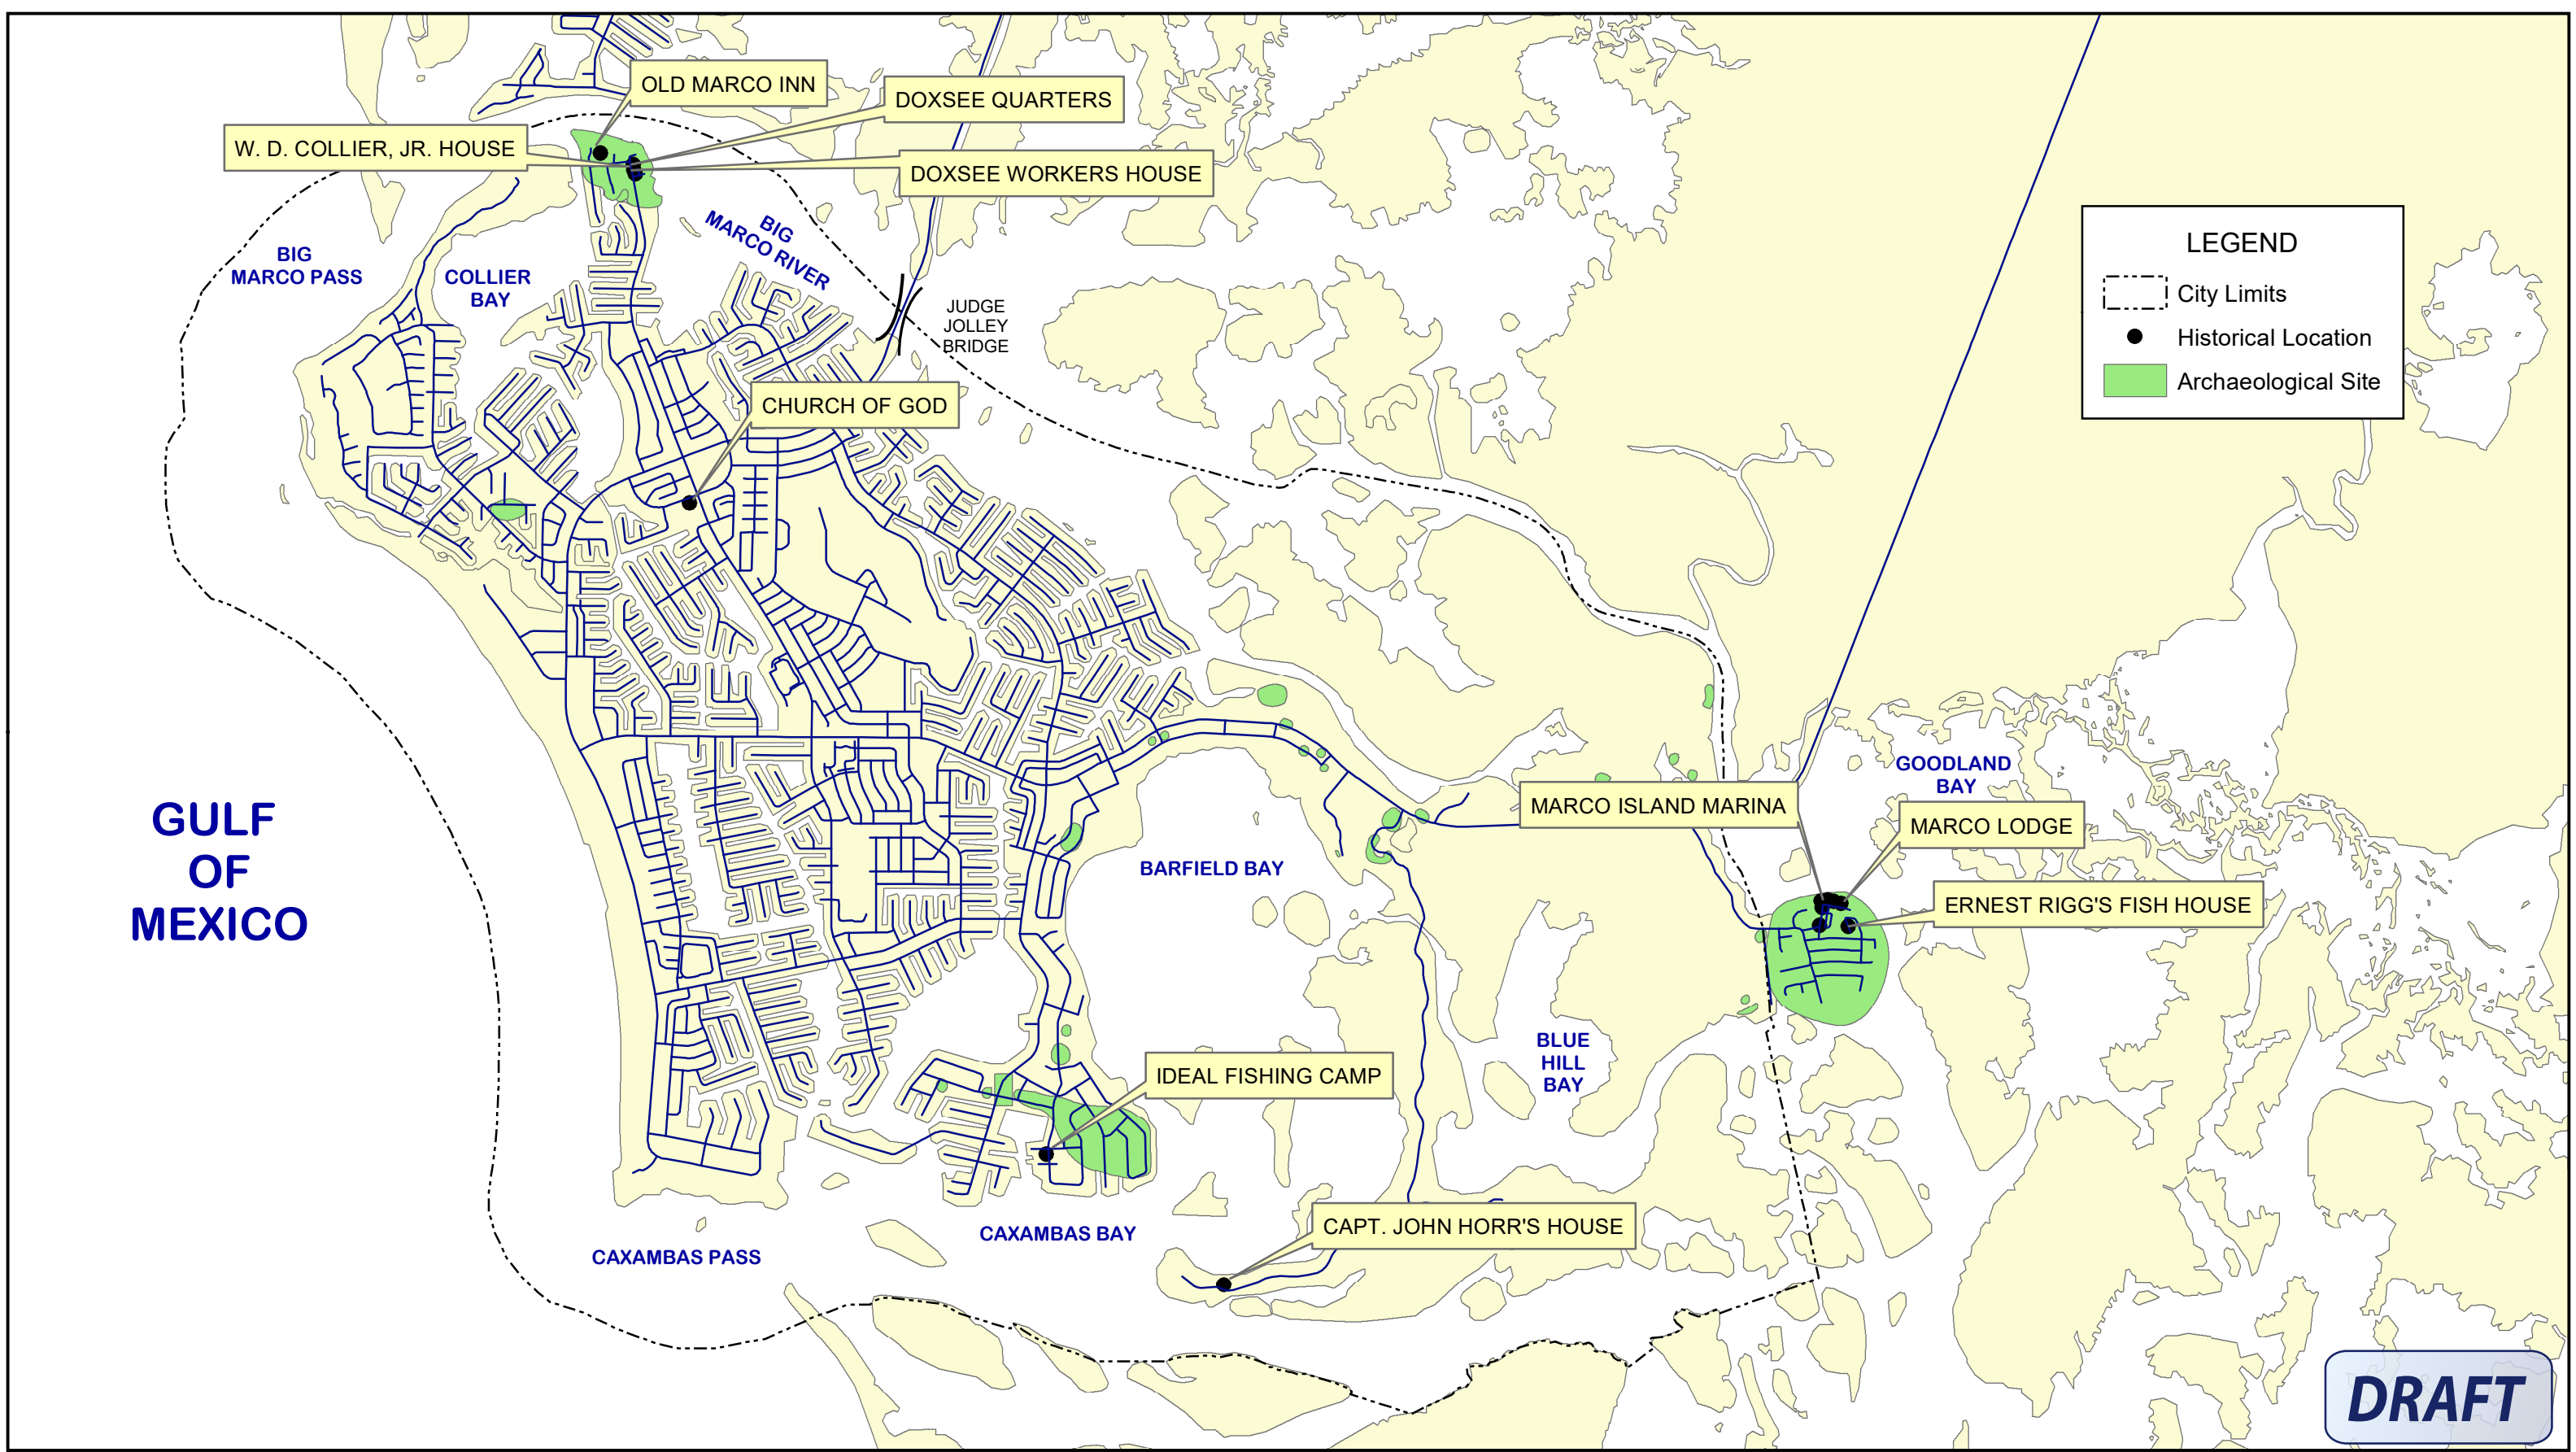 OLD MARCO INN
DOXSEE QUARTERS
W. D. COLLIER, JR. HOUSE
DOXSEE WORKERS HOUSE
BIG
MARCO RIVER
BIG
MARCO PASS
COLLIER
BAY
JUDGE
JOLLEY
BRIDGE
LEGEND
City Limits
Historical Location
Archaeological Site
CHURCH OF GOD
GULF
OF
MEXICO
GOODLAND
BAY
MARCO ISLAND MARINA
MARCO LODGE
BARFIELD BAY
ERNEST RIGG'S FISH HOUSE
BLUE
HILL
BAY
IDEAL FISHING CAMP
CAPT. JOHN HORR'S HOUSE
CAXAMBAS BAY
CAXAMBAS PASS
DRAFT